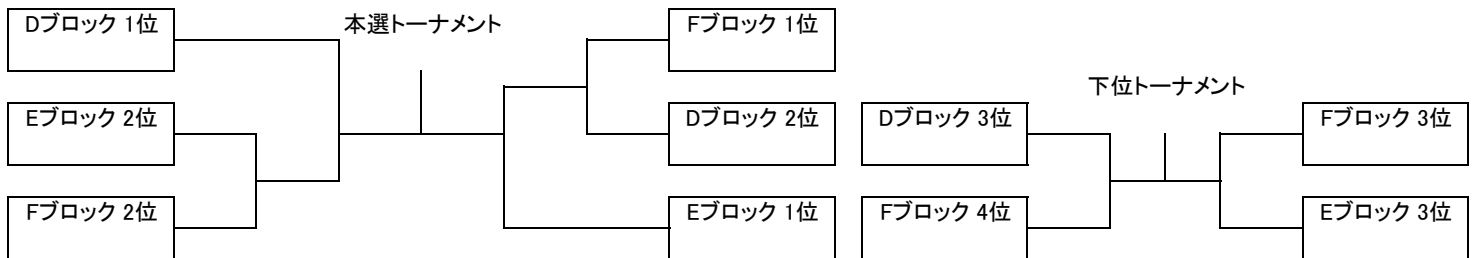 本選トーナメント
Dブロック 1位
Eブロック 2位
Fブロック 2位
Fブロック 1位
Dブロック 2位
Eブロック 1位
下位トーナメント
Dブロック 3位
Fブロック 4位
Fブロック 3位
Eブロック 3位